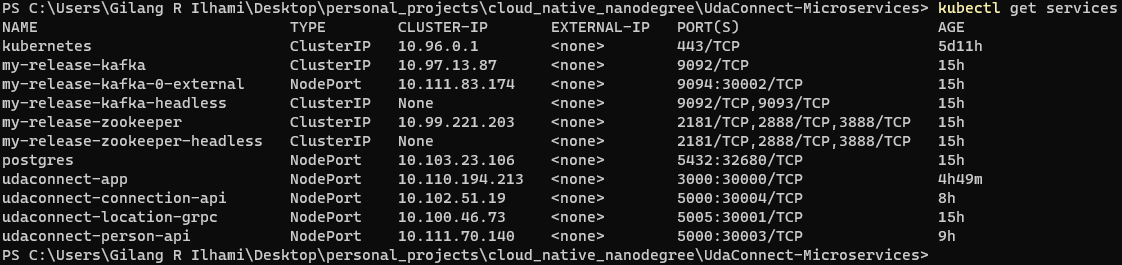 PS C:\Users\Gilang R Ilhami\Desktop\personal_projects\cloud_native_nanodegree\UdaConnect-Microservices> kubectl get services
NAME TYPE CLUSTER-IP EXTERNAL-IP PORT(S) AGE
kubernetes ClusterIP 10.96.0.1 <none> 443/TCP 5d11h
my-release-kafka ClusterIP 10.97.13.87 <none> 9092/TCP 15h
my-release-kafka-0-external NodePort 10.111.83.174 <none> 9094:30002/TCP 15h
my-release-kafka-headless ClusterIP None <none> 9092/TCP,9093/TCP 15h
my-release-zookeeper ClusterIP 10.99.221.203 <none> 2181/TCP,2888/TCP,3888/TCP 15h
my-release-zookeeper-headless ClusterIP None <none> 2181/TCP,2888/TCP,3888/TCP 15h
postgres NodePort 10.103.23.106 <none> 5432:32680/TCP 15h
udaconnect-app NodePort 10.110.194.213 <none> 3000:30000/TCP 4h49m
udaconnect-connection-api NodePort 10.102.51.19 <none> 5000:30004/TCP 8h
udaconnect-location-grpc NodePort 10.100.46.73 <none> 5005:30001/TCP 15h
udaconnect-person-api NodePort 10.111.70.140 <none> 5000:30003/TCP 9h
PS C:\Users\Gilang R Ilhami\Desktop\personal_projects\cloud_native_nanodegree\UdaConnect-Microservices>